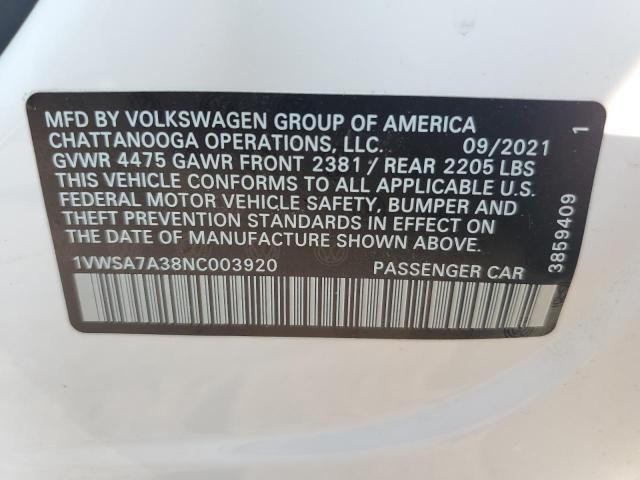 MFD BY VOLKSWAGEN GROUP OF AMERICA
CHATTANOOGA OPERATIONS, LLC. 09/2021
GVWR 4475 GAWR FRONT 2381 / REAR 2205 LBS
THIS VEHICLE CONFORMS TO ALL APPLICABLE U.S.
FEDERAL MOTOR VEHICLE SAFETY, BUMPER AND
THEFT PREVENTION STANDARDS IN EFFECT ON
THE DATE OF MANUFACTURE SHOWN ABOVE.
1VWSA7A38NC003920 PASSENGER CAR
3859409 1